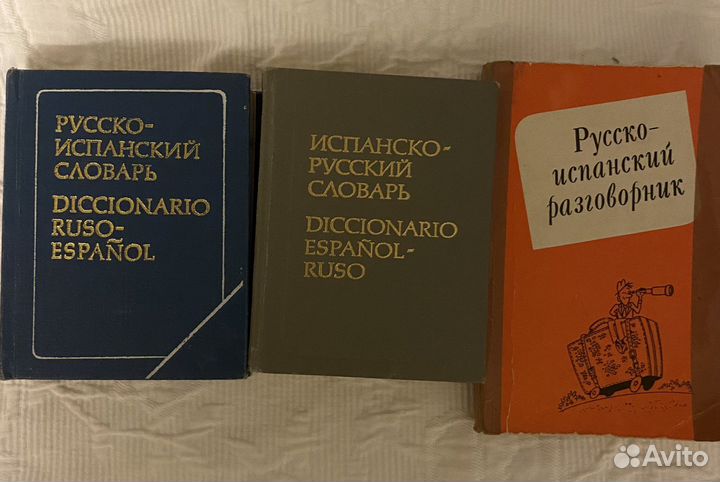 РУССКО-
ИСПАНСКИЙ
СЛОВАРЬ
DICCIONARIO
RUSO-
ESPAÑOL
ИСПАНСКО-
РУССКИЙ
СЛОВАРЬ
DICCIONARIO
ESPAÑOL-
RUSO
Русско-
испанский
разговорник
Avito